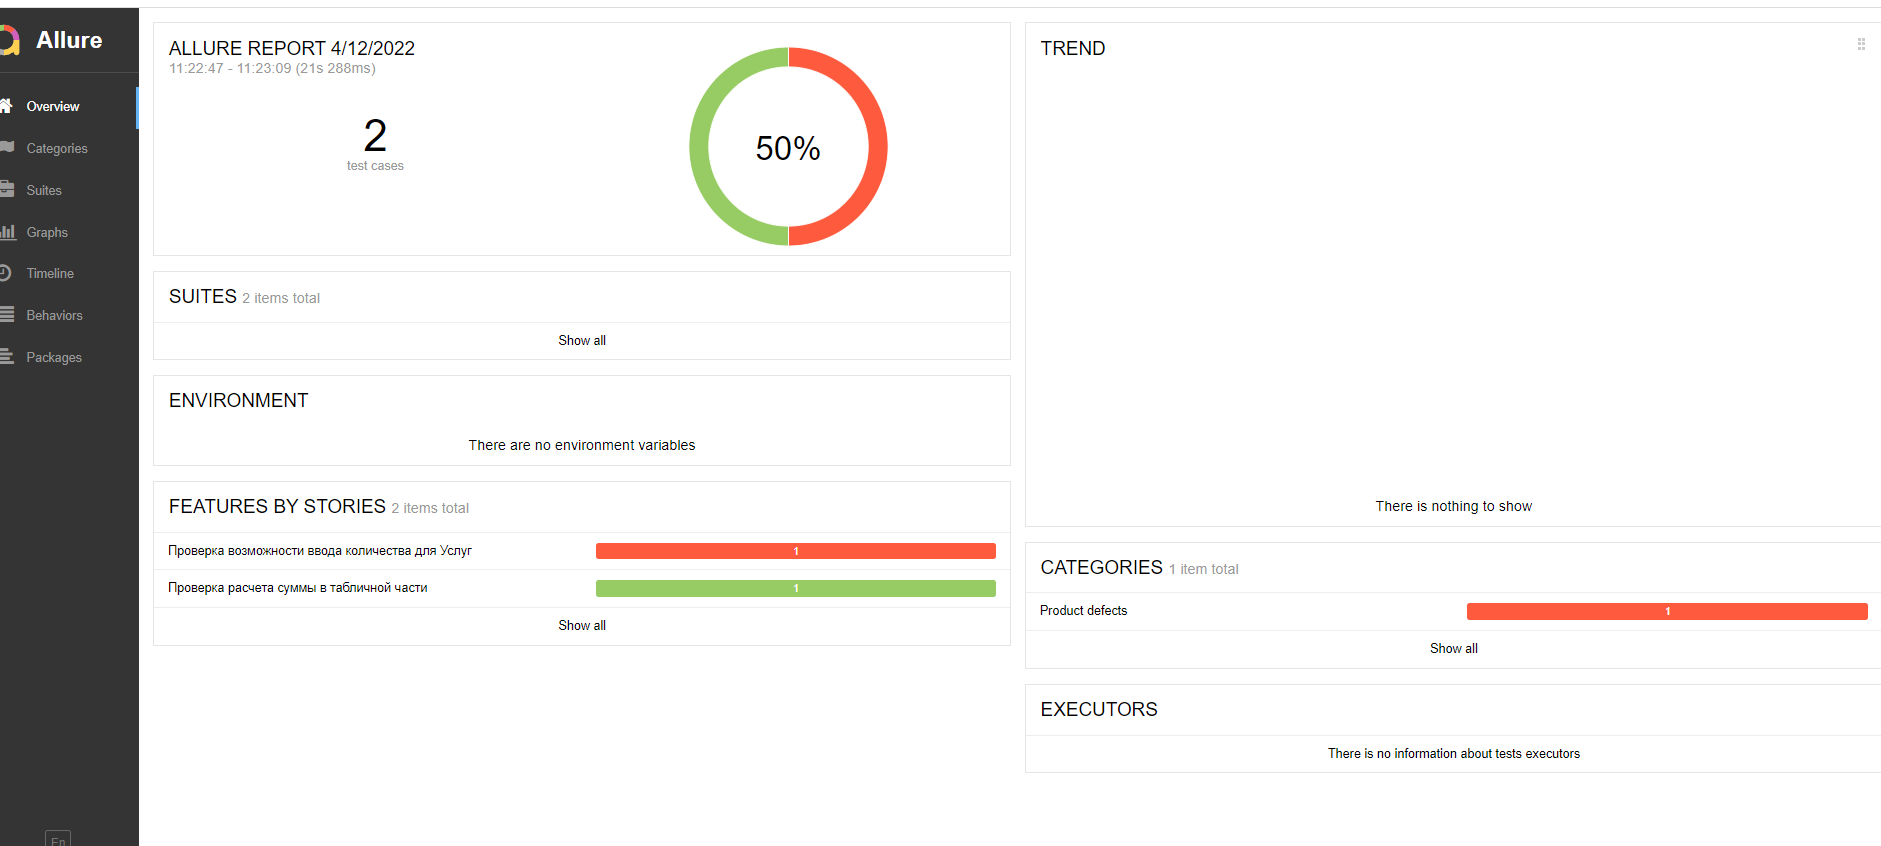 Allure
Overview
Categories
Suites
Graphs
Timeline
Behaviors
Packages
En
ALLURE REPORT 4/12/2022
11:22:47 - 11:23:09 (21s 288ms)
2
test cases
50%
SUITES 2 items total
Show all
ENVIRONMENT
There are no environment variables
FEATURES BY STORIES 2 items total
Проверка возможности ввода количества для Услуг 1
Проверка расчета суммы в табличной части 1
Show all
TREND
There is nothing to show
CATEGORIES 1 item total
Product defects 1
Show all
EXECUTORS
There is no information about tests executors